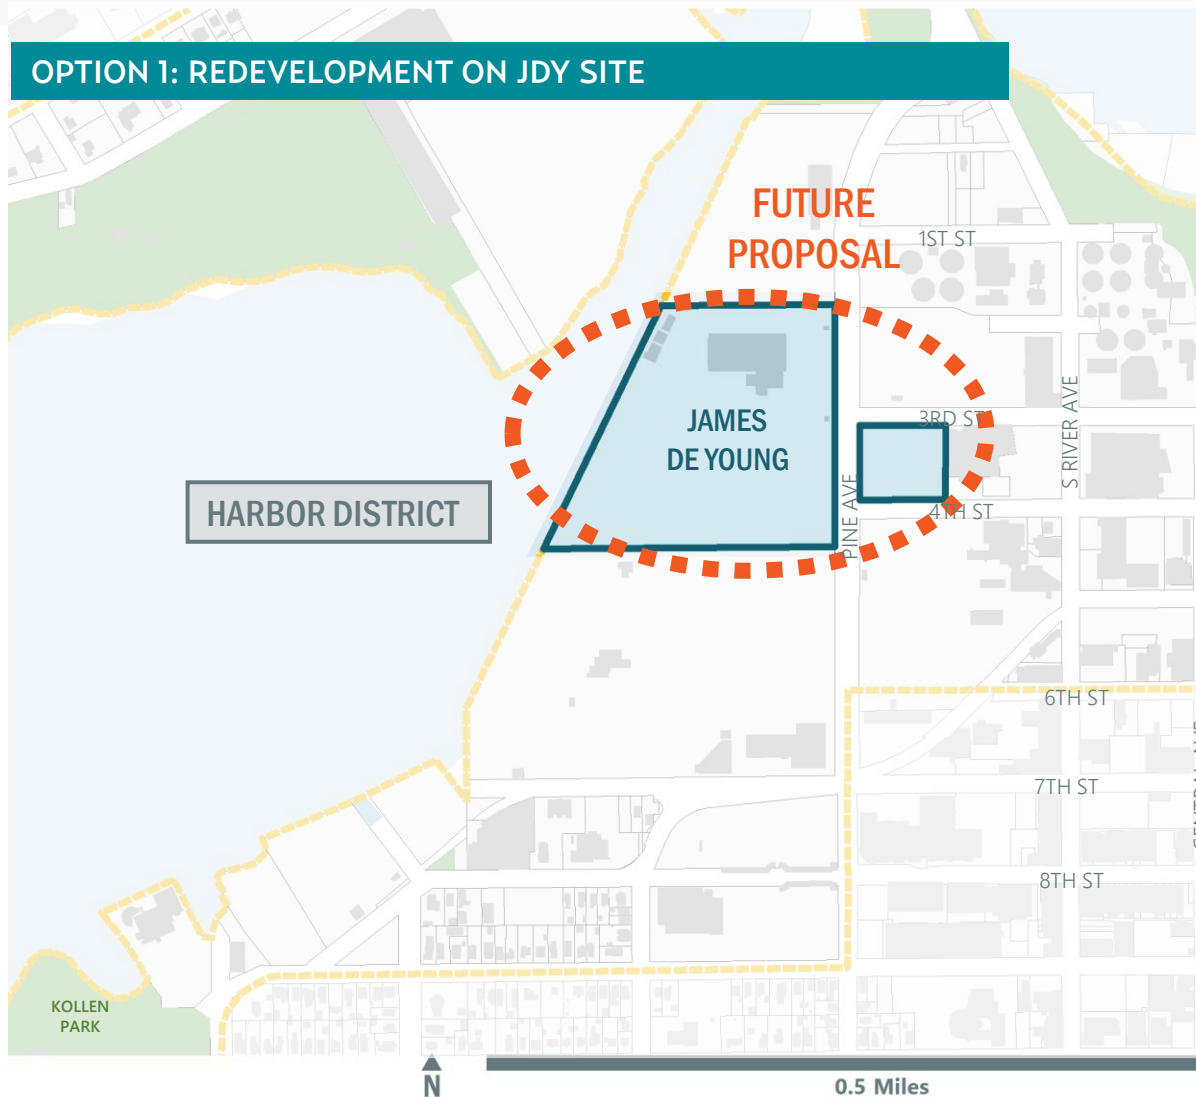 OPTION 1: REDEVELOPMENT ON JDY SITE
FUTURE
PROPOSAL
1ST ST
JAMES
DE YOUNG
3RD ST
S RIVER AVE
HARBOR DISTRICT
PINE AVE
4TH ST
6TH ST
7TH ST
8TH ST
KOLLEN
PARK
N
0.5 Miles